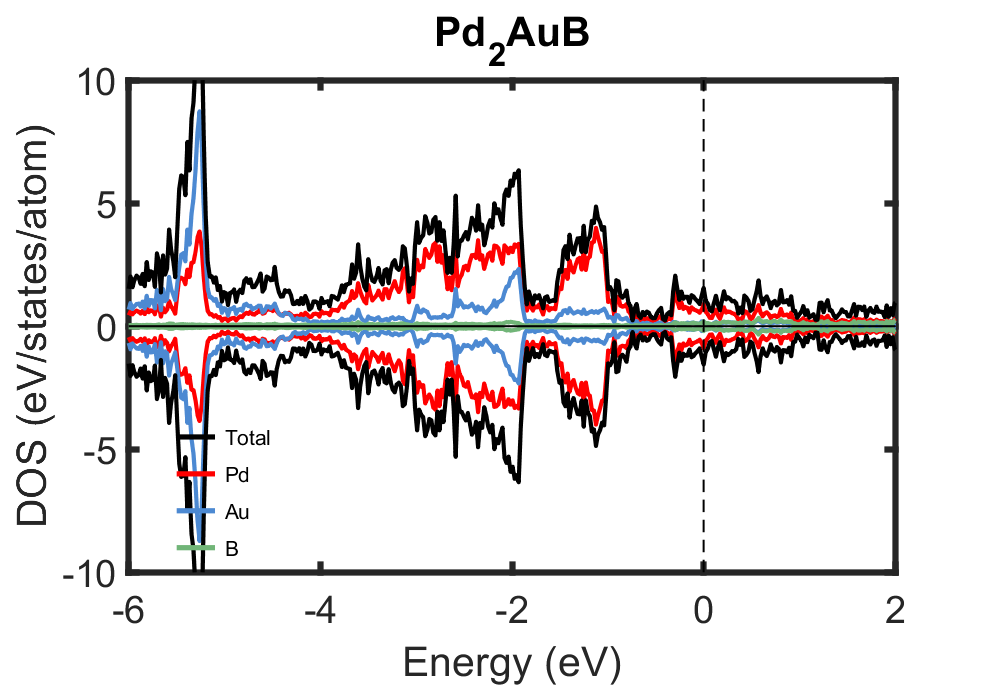 Pd2AuB
DOS (eV/states/atom)
10
5
0
-5
-10
Total
Pd
Au
B
-6
-4
-2
0
2
Energy (eV)